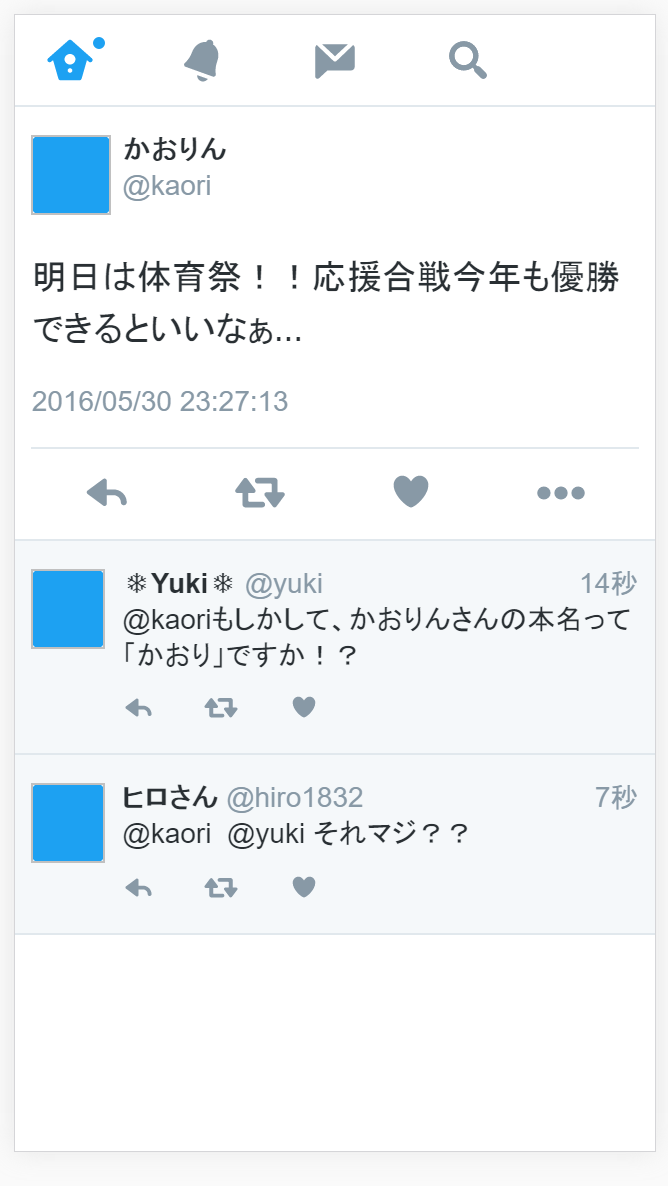 かおりん
@kaori
明日は体育祭！！応援合戦今年も優勝
できるといいなぁ...
2016/05/30 23:27:13
❄Yuki❄ @yuki 14秒
@kaoriもしかして、かおりんさんの本名って
「かおり」ですか！？
ヒロさん @hiro1832 7秒
@kaori  @yuki それマジ？？